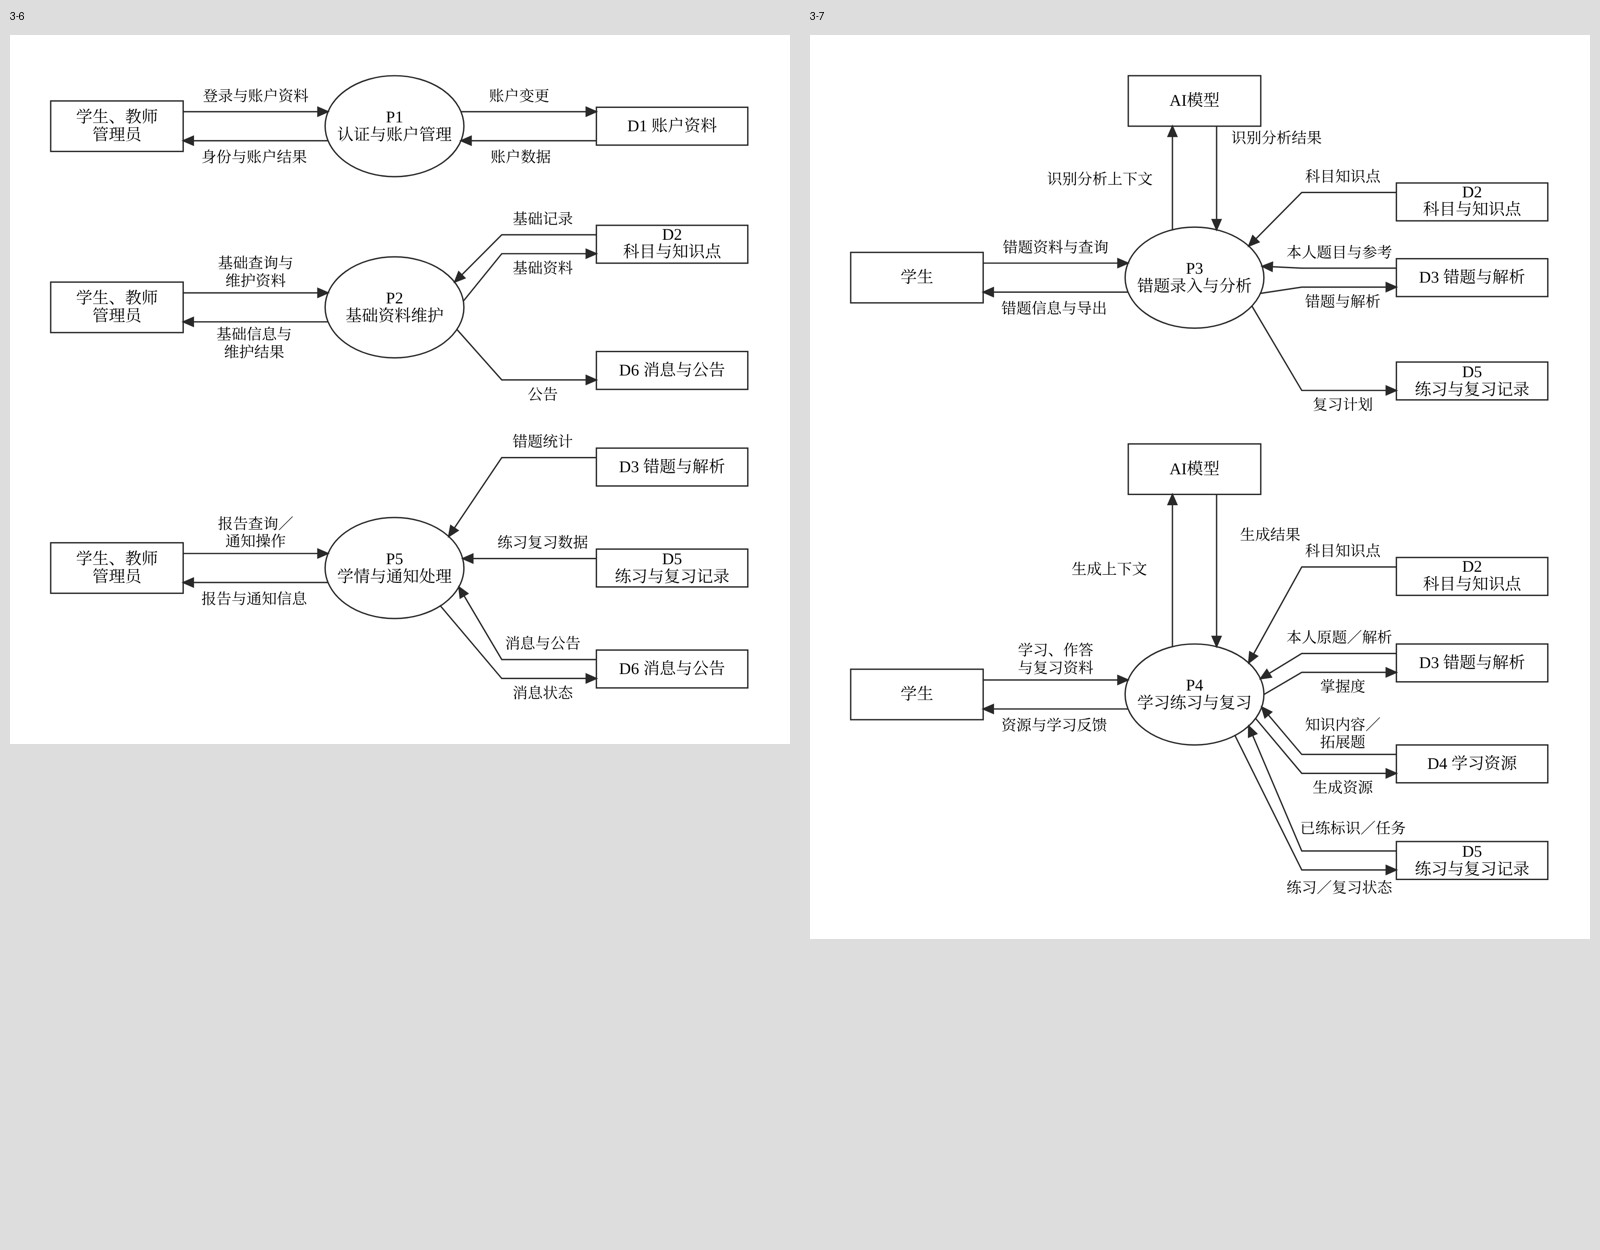 3-6
登录与账户资料
学生、教师
管理员
身份与账户结果
P1
认证与账户管理
账户变更
账户数据
D1 账户资料
基础查询与
维护资料
学生、教师
管理员
基础信息与
维护结果
P2
基础资料维护
基础记录
基础资料
D2
科目与知识点
公告
D6 消息与公告
报告查询／
通知操作
学生、教师
管理员
报告与通知信息
P5
学情与通知处理
错题统计
D3 错题与解析
练习复习数据
D5
练习与复习记录
消息与公告
消息状态
D6 消息与公告
3-7
AI模型
识别分析结果
识别分析上下文
错题资料与查询
学生
错题信息与导出
P3
错题录入与分析
科目知识点
D2
科目与知识点
本人题目与参考
D3 错题与解析
错题与解析
D5
练习与复习记录
复习计划
AI模型
生成结果
生成上下文
学习、作答
与复习资料
学生
资源与学习反馈
P4
学习练习与复习
科目知识点
D2
科目与知识点
本人原题／解析
D3 错题与解析
掌握度
知识内容／
拓展题
D4 学习资源
生成资源
已练标识／任务
D5
练习与复习记录
练习／复习状态